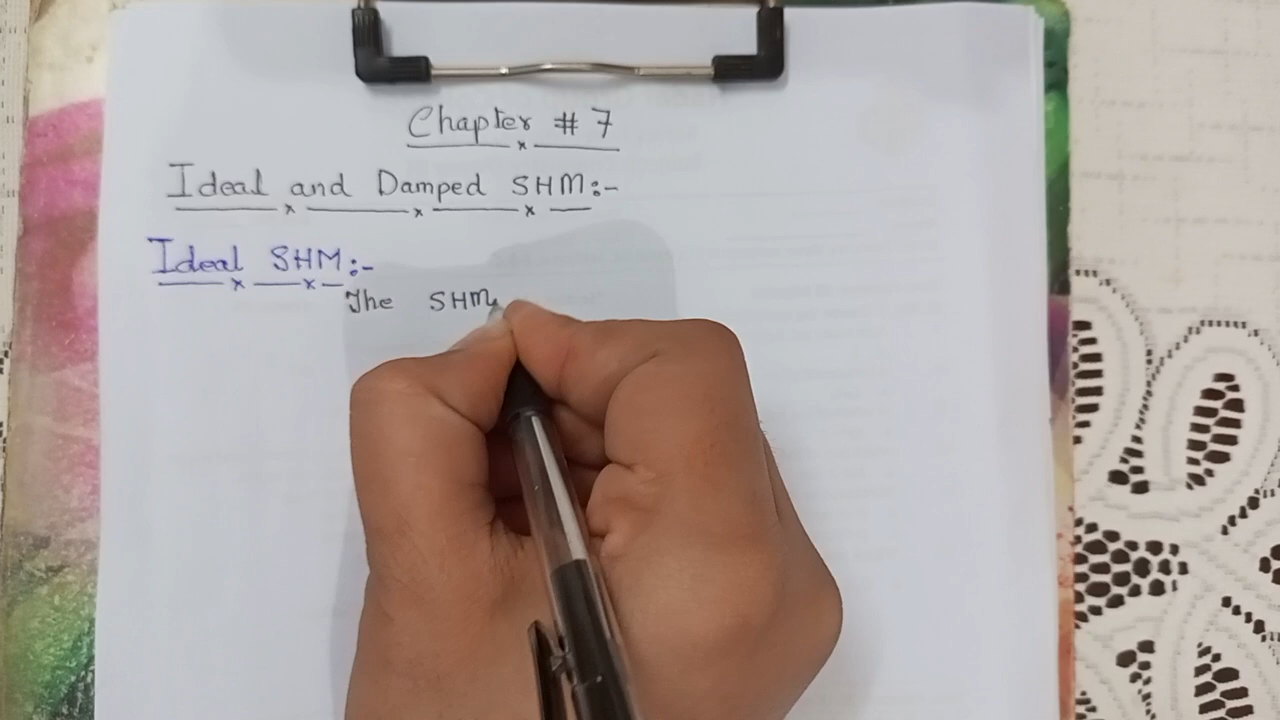 Chapter # 7
Ideal and Damped SHM:-
Ideal SHM:-
The SHM